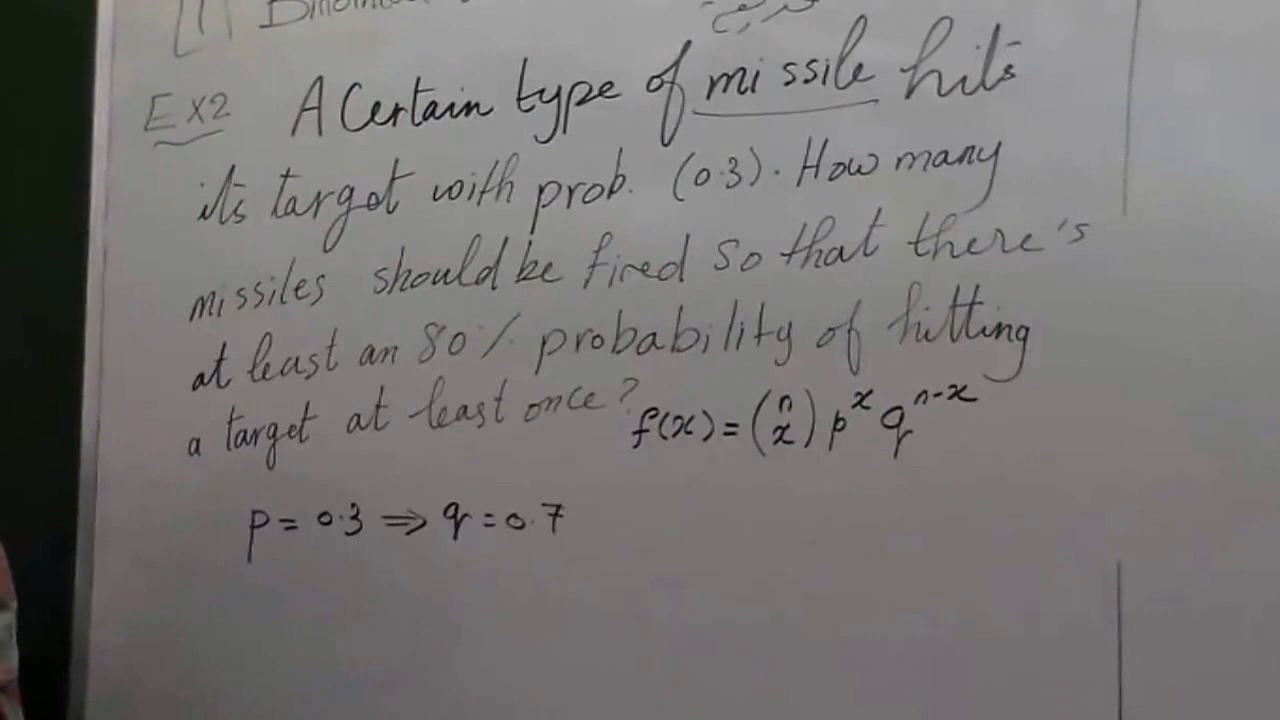 [1]
EX2 A Certain type of missile hits
its target with prob. (0.3). How many
missiles should be fired so that there's
at least an 80% probability of hitting
a target at least once? f(x) = (n x) p^x q^n-x
p = 0.3 ⇒ q = 0.7